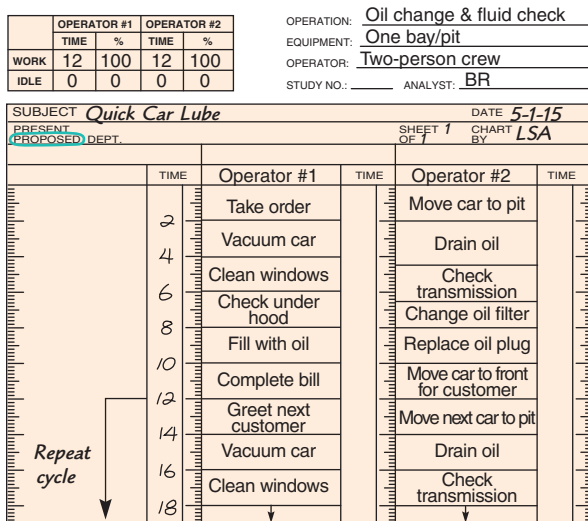 OPERATOR #1 OPERATOR #2
TIME % TIME %
WORK 12 100 12 100
IDLE 0 0 0 0
OPERATION: Oil change & fluid check
EQUIPMENT: One bay/pit
OPERATOR: Two-person crew
STUDY NO.: ANALYST: BR
SUBJECT Quick Car Lube DATE 5-1-15
PRESENT
PROPOSED DEPT.
SHEET 1
OF 1
CHART
BY LSA
TIME Operator #1 TIME Operator #2 TIME
Take order
Move car to pit
2
Vacuum car
Drain oil
4
Clean windows
Check
transmission
6
Check under
hood
Change oil filter
8
Fill with oil
Replace oil plug
10
Complete bill
Move car to front
for customer
12
Greet next
customer
Move next car to pit
14
Repeat
cycle
Vacuum car
Drain oil
16
Clean windows
Check
transmission
18